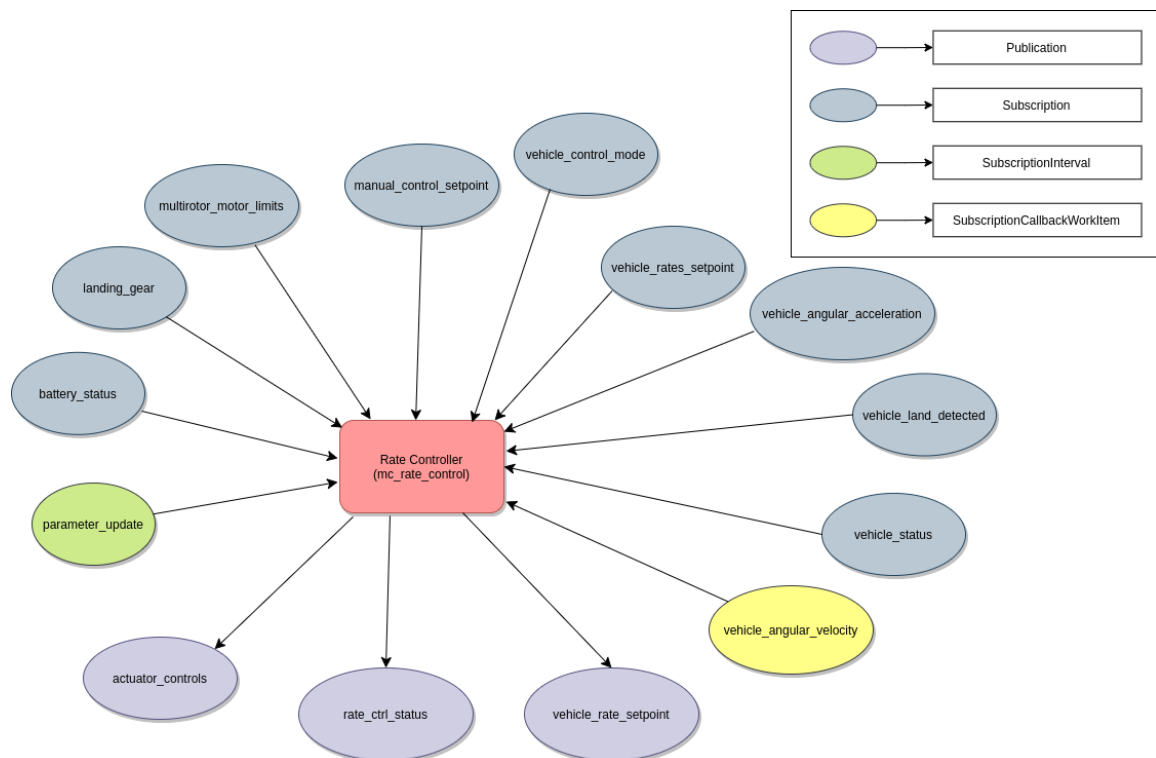 Publication
Subscription
SubscriptionInterval
SubscriptionCallbackWorkItem
vehicle_control_mode
manual_control_setpoint
multirotor_motor_limits
vehicle_rates_setpoint
landing_gear
vehicle_angular_acceleration
battery_status
vehicle_land_detected
Rate Controller
(mc_rate_control)
parameter_update
vehicle_status
vehicle_angular_velocity
actuator_controls
rate_ctrl_status
vehicle_rate_setpoint